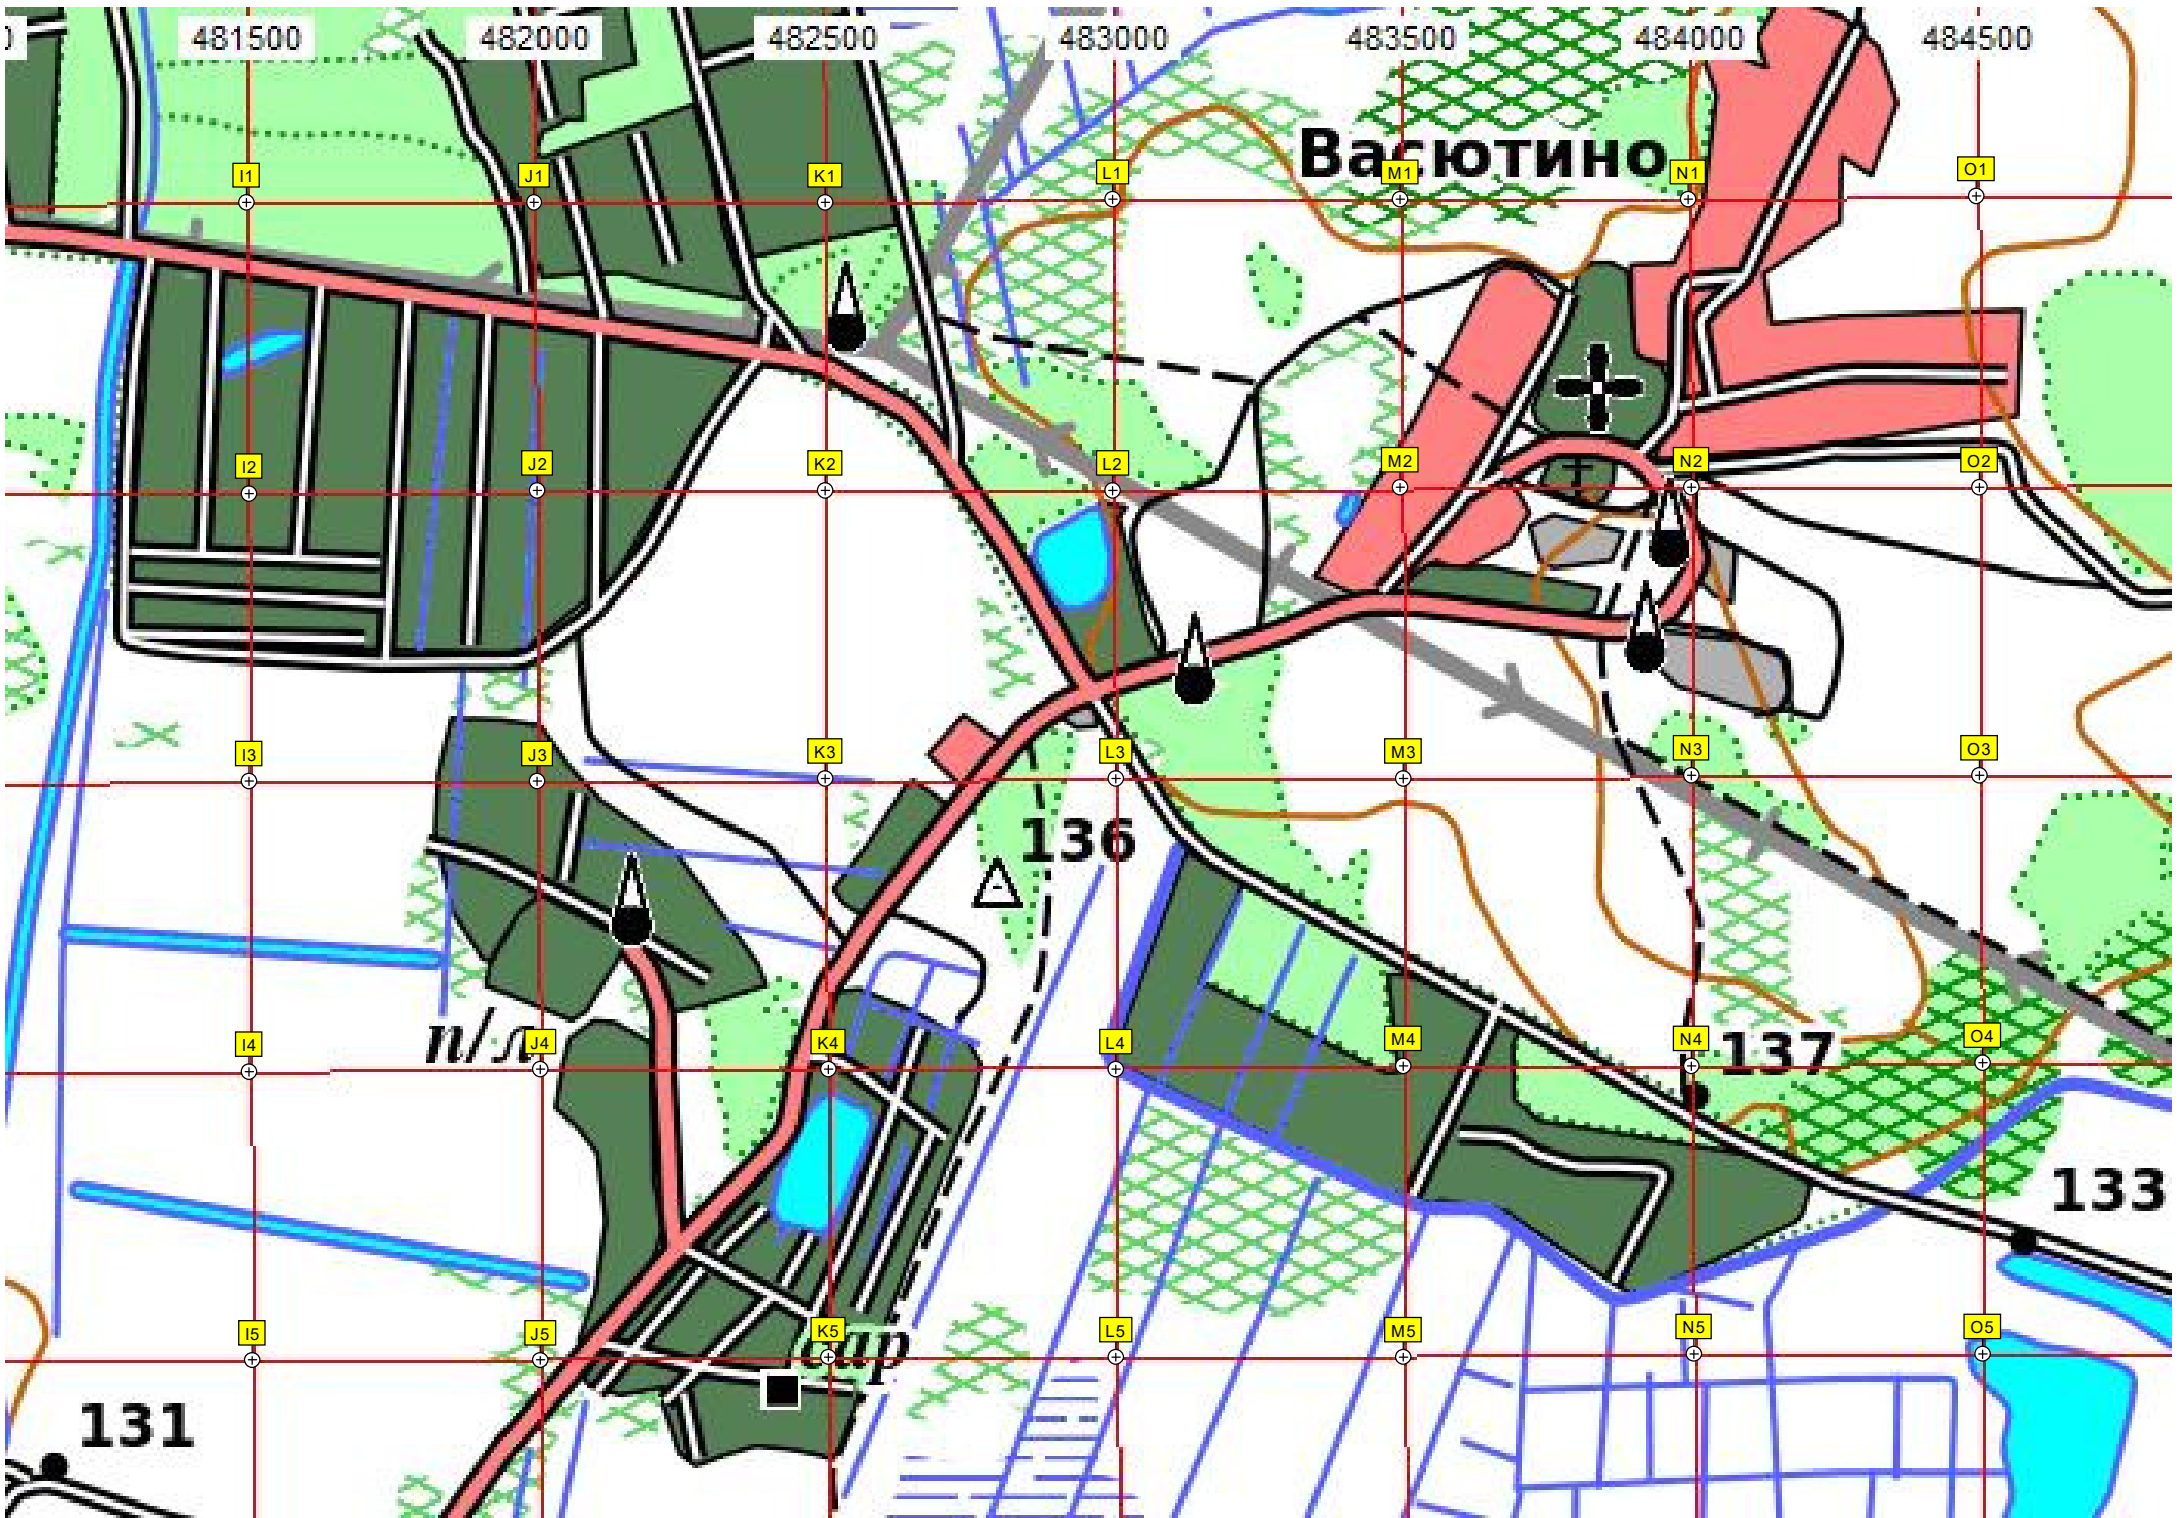 0 481500 482000 482500 483000 483500 484000 484500
Васютино
I1 J1 K1 L1 M1 N1 O1
I2 J2 K2 L2 M2 N2 O2
I3 J3 K3 L3 M3 N3 O3
136
п/л
I4 J4 K4 L4 M4 N4 O4
137
133
I5 J5 K5 L5 M5 N5 O5
131